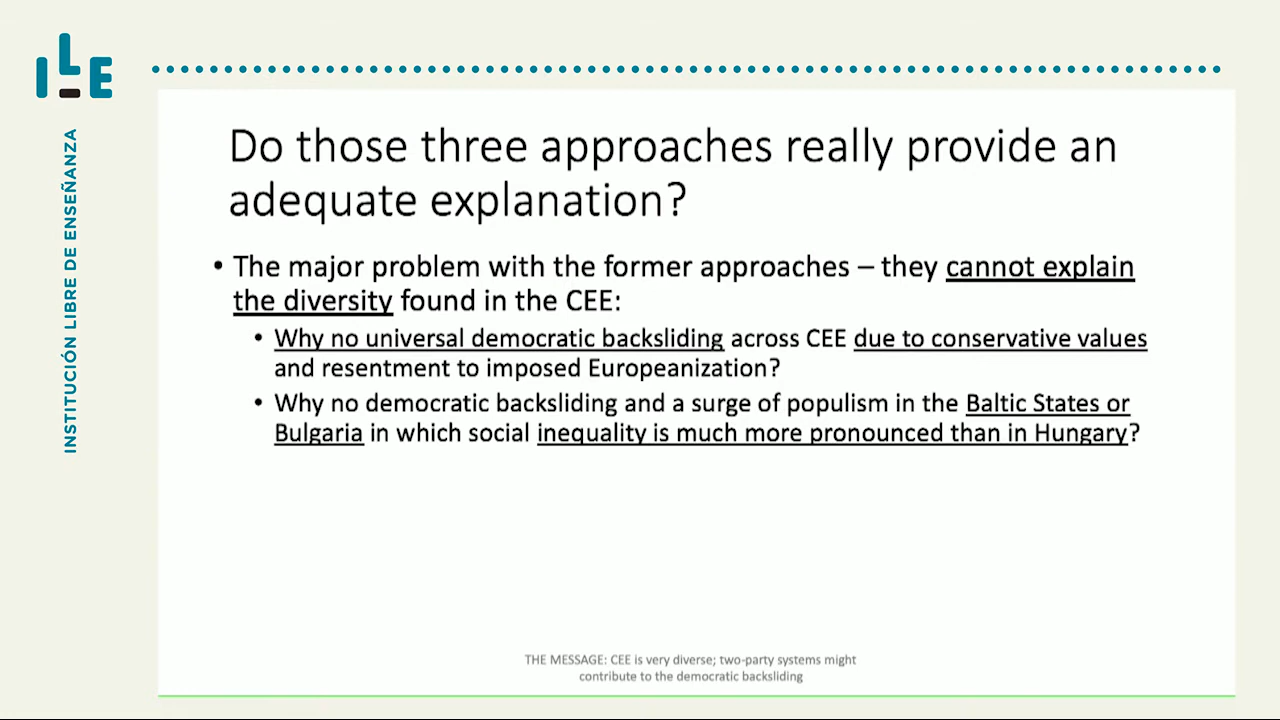 ILE
INSTITUCIÓN LIBRE DE ENSEÑANZA
Do those three approaches really provide an
adequate explanation?
• The major problem with the former approaches – they cannot explain
the diversity found in the CEE:
• Why no universal democratic backsliding across CEE due to conservative values
and resentment to imposed Europeanization?
• Why no democratic backsliding and a surge of populism in the Baltic States or
Bulgaria in which social inequality is much more pronounced than in Hungary?
THE MESSAGE: CEE is very diverse; two-party systems might
contribute to the democratic backsliding